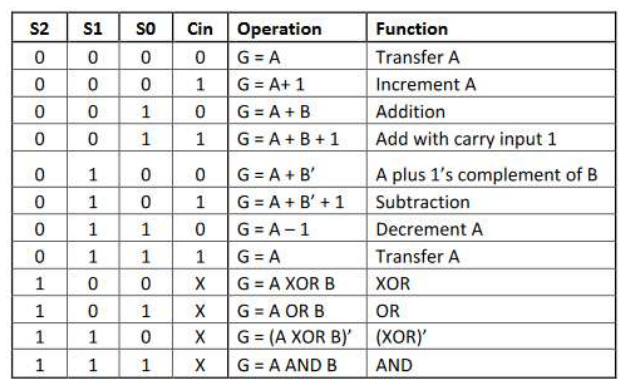 S2 S1 S0 Cin Operation Function
0 0 0 0 G = A Transfer A
0 0 0 1 G = A+ 1 Increment A
0 0 1 0 G = A + B Addition
0 0 1 1 G = A + B + 1 Add with carry input 1
0 1 0 0 G = A + B’ A plus 1’s complement of B
0 1 0 1 G = A + B’ + 1 Subtraction
0 1 1 0 G = A – 1 Decrement A
0 1 1 1 G = A Transfer A
1 0 0 X G = A XOR B XOR
1 0 1 X G = A OR B OR
1 1 0 X G = (A XOR B)’ (XOR)’
1 1 1 X G = A AND B AND